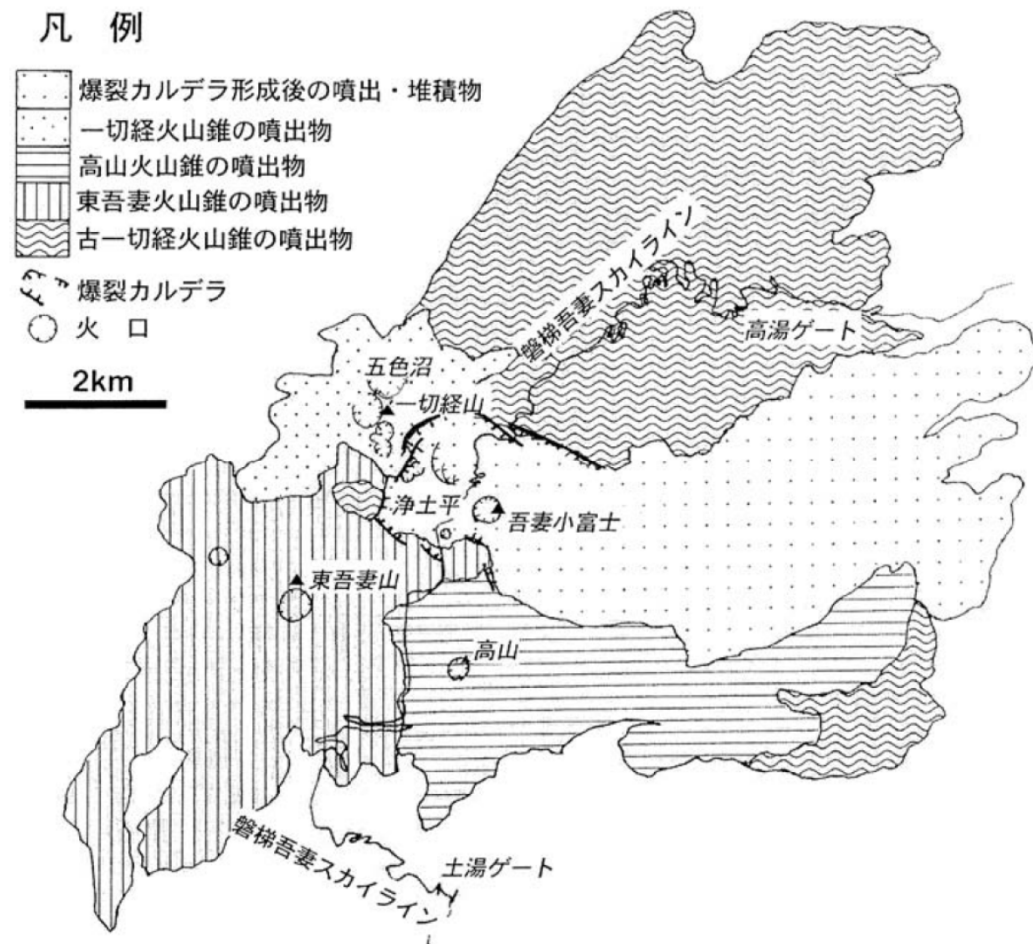 凡 例
爆裂カルデラ形成後の噴出・堆積物
一切経火山錐の噴出物
高山火山錐の噴出物
東吾妻火山錐の噴出物
古一切経火山錐の噴出物
爆裂カルデラ
火 口
2km
磐梯吾妻スカイライン
高湯ゲート
五色沼
一切経山
浄土平
吾妻小富士
東吾妻山
高山
磐梯吾妻スカイライン
土湯ゲート